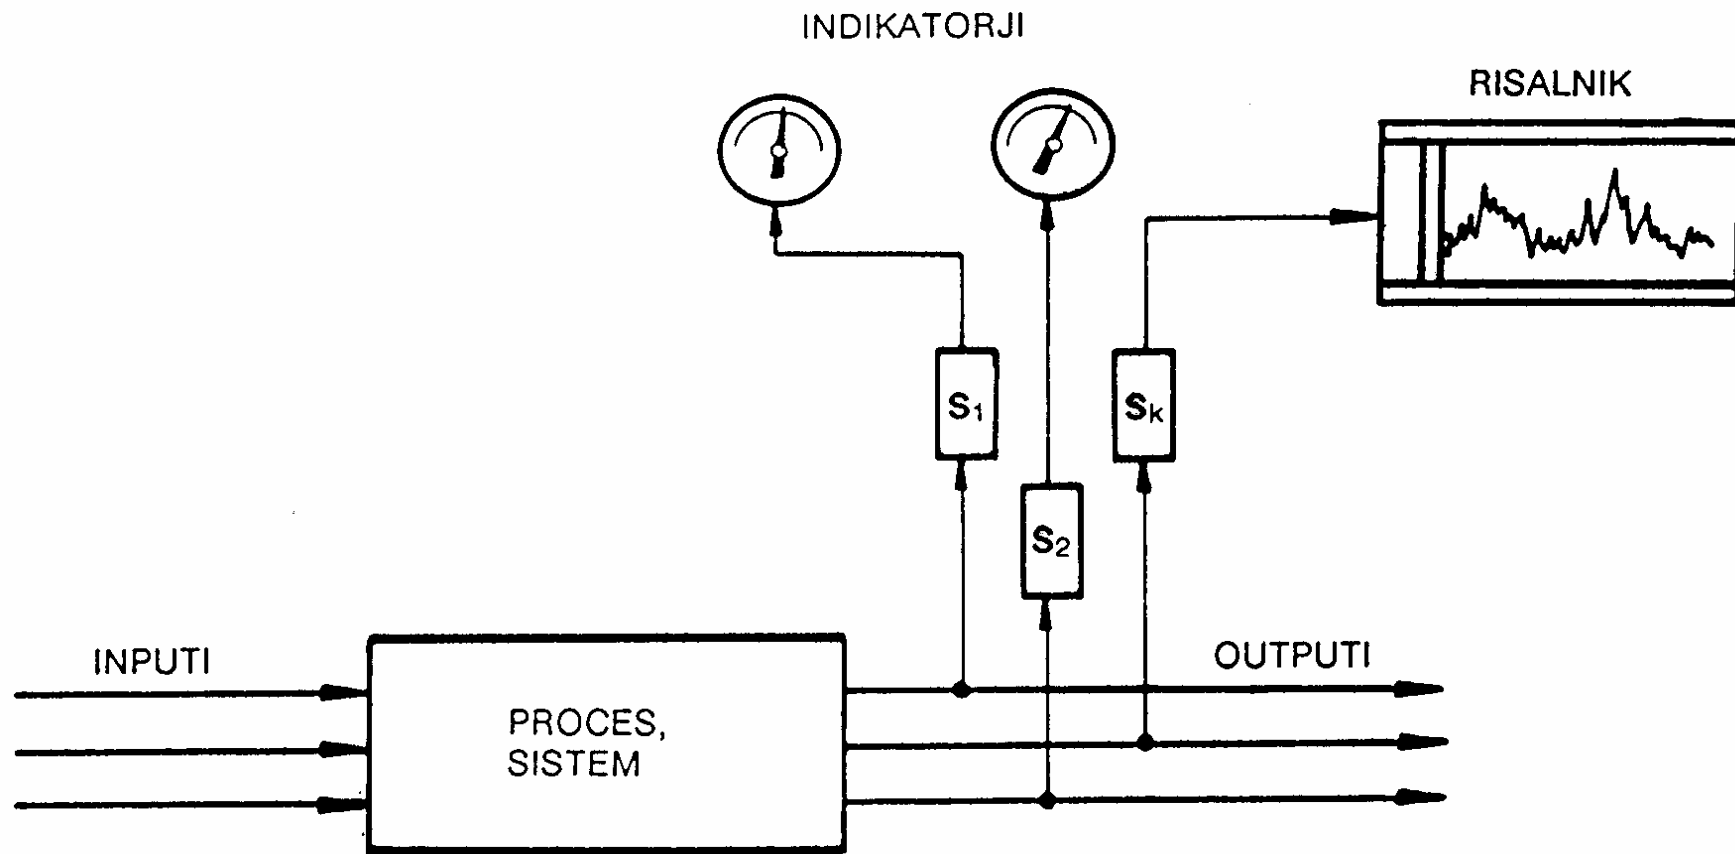 INDIKATORJI
RISALNIK
S1
Sk
S2
INPUTI
OUTPUTI
PROCES,
SISTEM